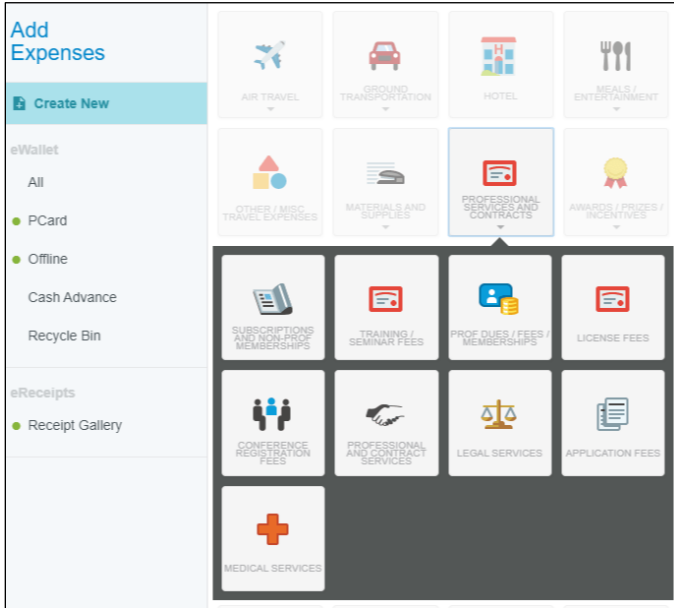 Add
Expenses
Create New
eWallet
All
PCard
Offline
Cash Advance
Recycle Bin
eReceipts
Receipt Gallery
AIR TRAVEL
GROUND
TRANSPORTATION
H
HOTEL
MEALS /
ENTERTAINMENT
OTHER / MISC
TRAVEL EXPENSES
MATERIALS AND
SUPPLIES
PROFESSIONAL
SERVICES AND
CONTRACTS
AWARDS / PRIZES /
INCENTIVES
SUBSCRIPTIONS
AND NON-PROF
MEMBERSHIPS
TRAINING /
SEMINAR FEES
PROF DUES / FEES /
MEMBERSHIPS
LICENSE FEES
CONFERENCE
REGISTRATION
FEES
PROFESSIONAL
AND CONTRACT
SERVICES
LEGAL SERVICES
APPLICATION FEES
MEDICAL SERVICES